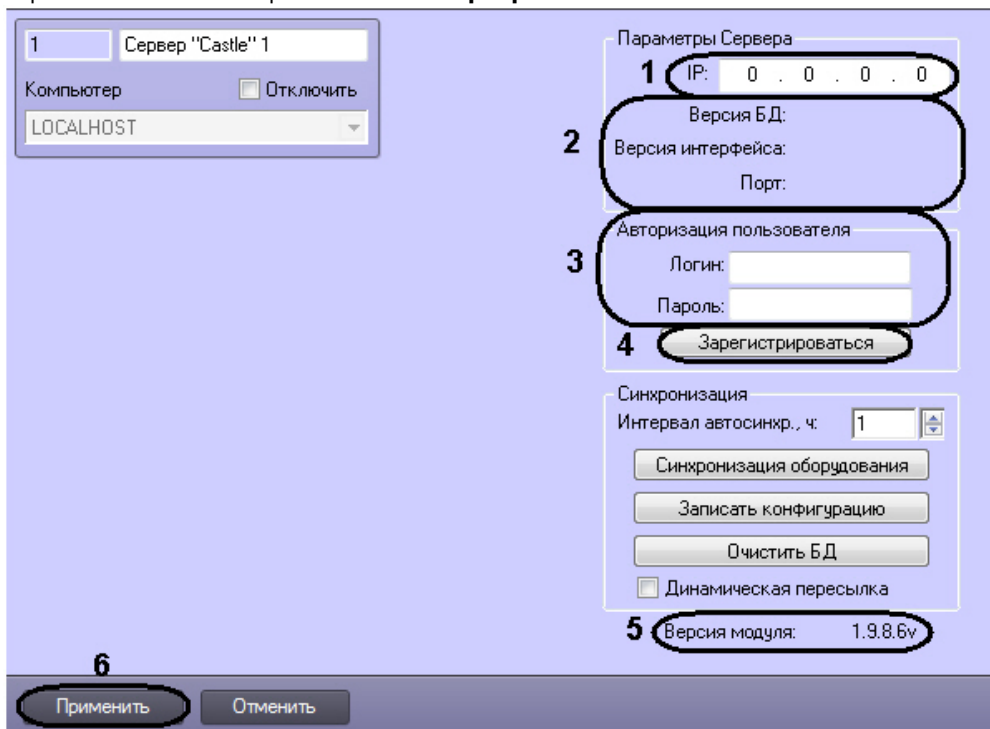 1 Сервер "Castle" 1
Компьютер Отключить
LOCALHOST
Параметры Сервера
1 IP: 0 . 0 . 0 . 0
2
Версия БД:
Версия интерфейса:
Порт:
Авторизация пользователя
3
Логин:
Пароль:
4 Зарегистрироваться
Синхронизация
Интервал автосинхр., ч: 1
Синхронизация оборудования
Записать конфигурацию
Очистить БД
Динамическая пересылка
5 Версия модуля: 1.9.8.6v
6
Применить Отменить